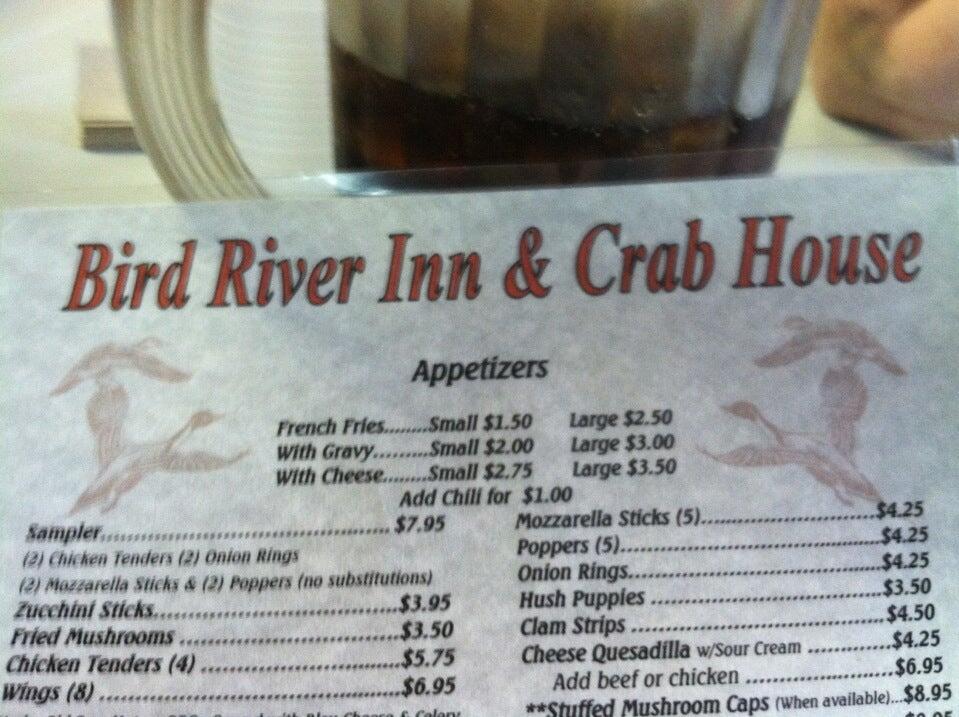 Bird River Inn & Crab House
Appetizers
French Fries........Small $1.50 Large $2.50
With Gravy..........Small $2.00 Large $3.00
With Cheese........Small $2.75 Large $3.50
Add Chili for $1.00
Sampler.................................................. $7.95
(2) Chicken Tenders (2) Onion Rings
(2) Mozzarella Sticks & (2) Poppers (no substitutions)
Zucchini Sticks.........................................$3.95
Fried Mushrooms .....................................$3.50
Chicken Tenders (4) .................................$5.75
Wings (8) ...................................................$6.95
& Celery
Mozzarella Sticks (5).............................$4.25
Poppers (5)............................................$4.25
Onion Rings...........................................$4.25
Hush Puppies ........................................$3.50
Clam Strips ...........................................$4.50
Cheese Quesadilla w/Sour Cream ............$4.25
Add beef or chicken ...........................$6.95
**Stuffed Mushroom Caps (When available)...$8.95